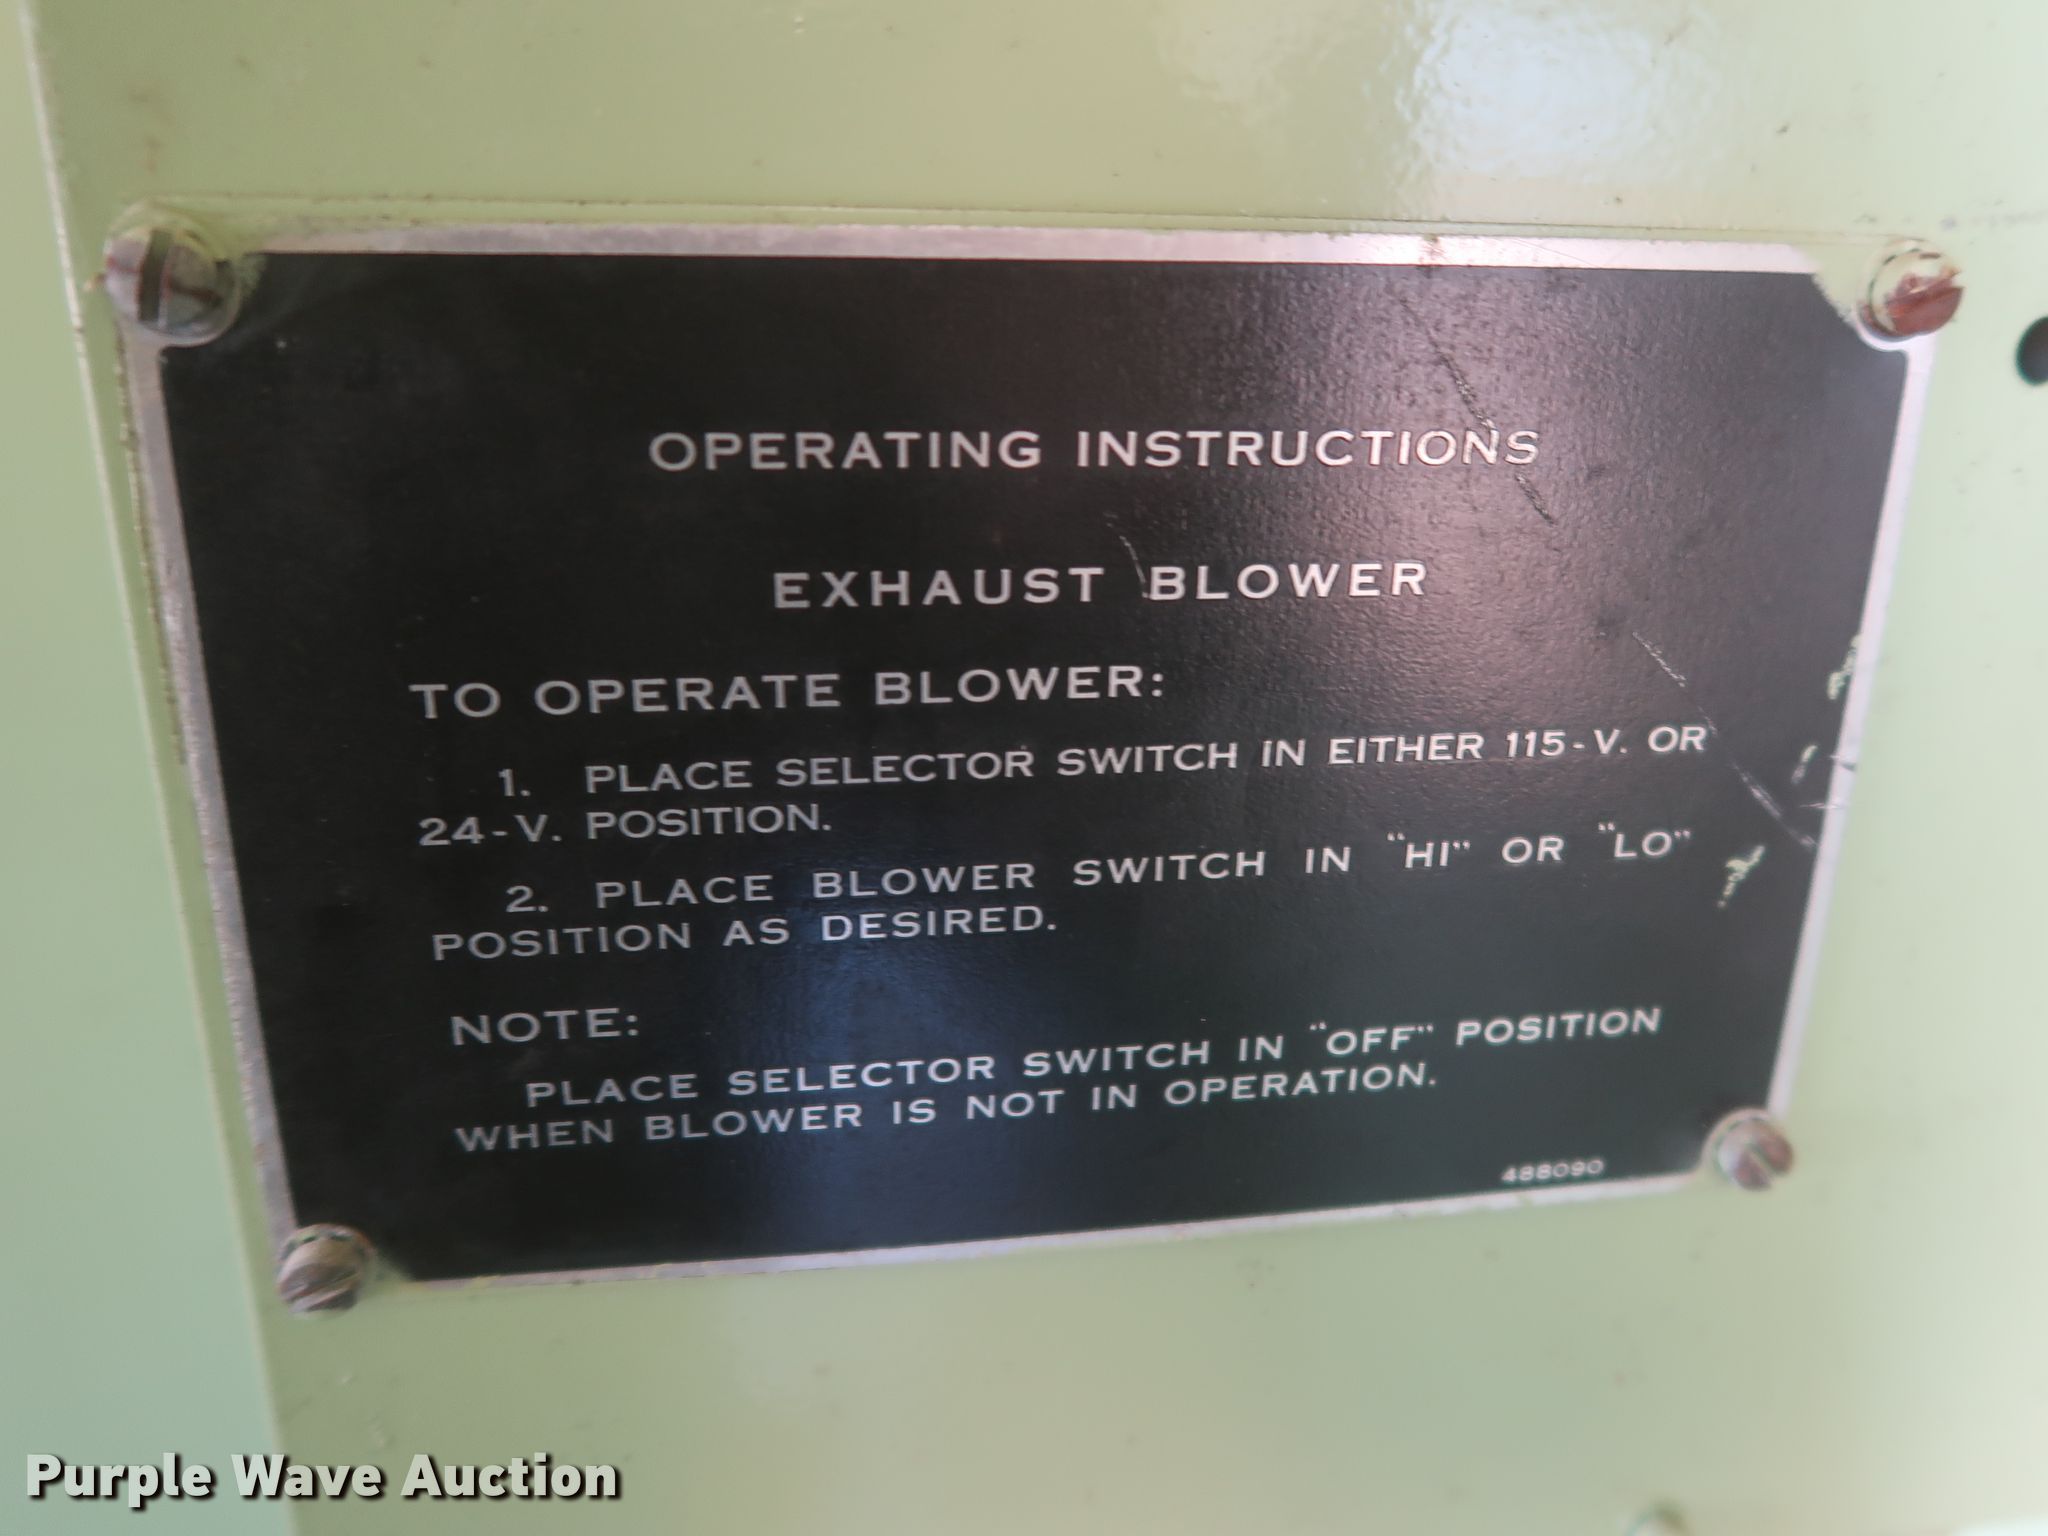 OPERATING INSTRUCTIONS
EXHAUST BLOWER
TO OPERATE BLOWER:
1. PLACE SELECTOR SWITCH IN EITHER 115-V. OR
24-V. POSITION.
2. PLACE BLOWER SWITCH IN "HI" OR "LO"
POSITION AS DESIRED.
NOTE:
PLACE SELECTOR SWITCH IN "OFF" POSITION
WHEN BLOWER IS NOT IN OPERATION.
488090
Purple Wave Auction